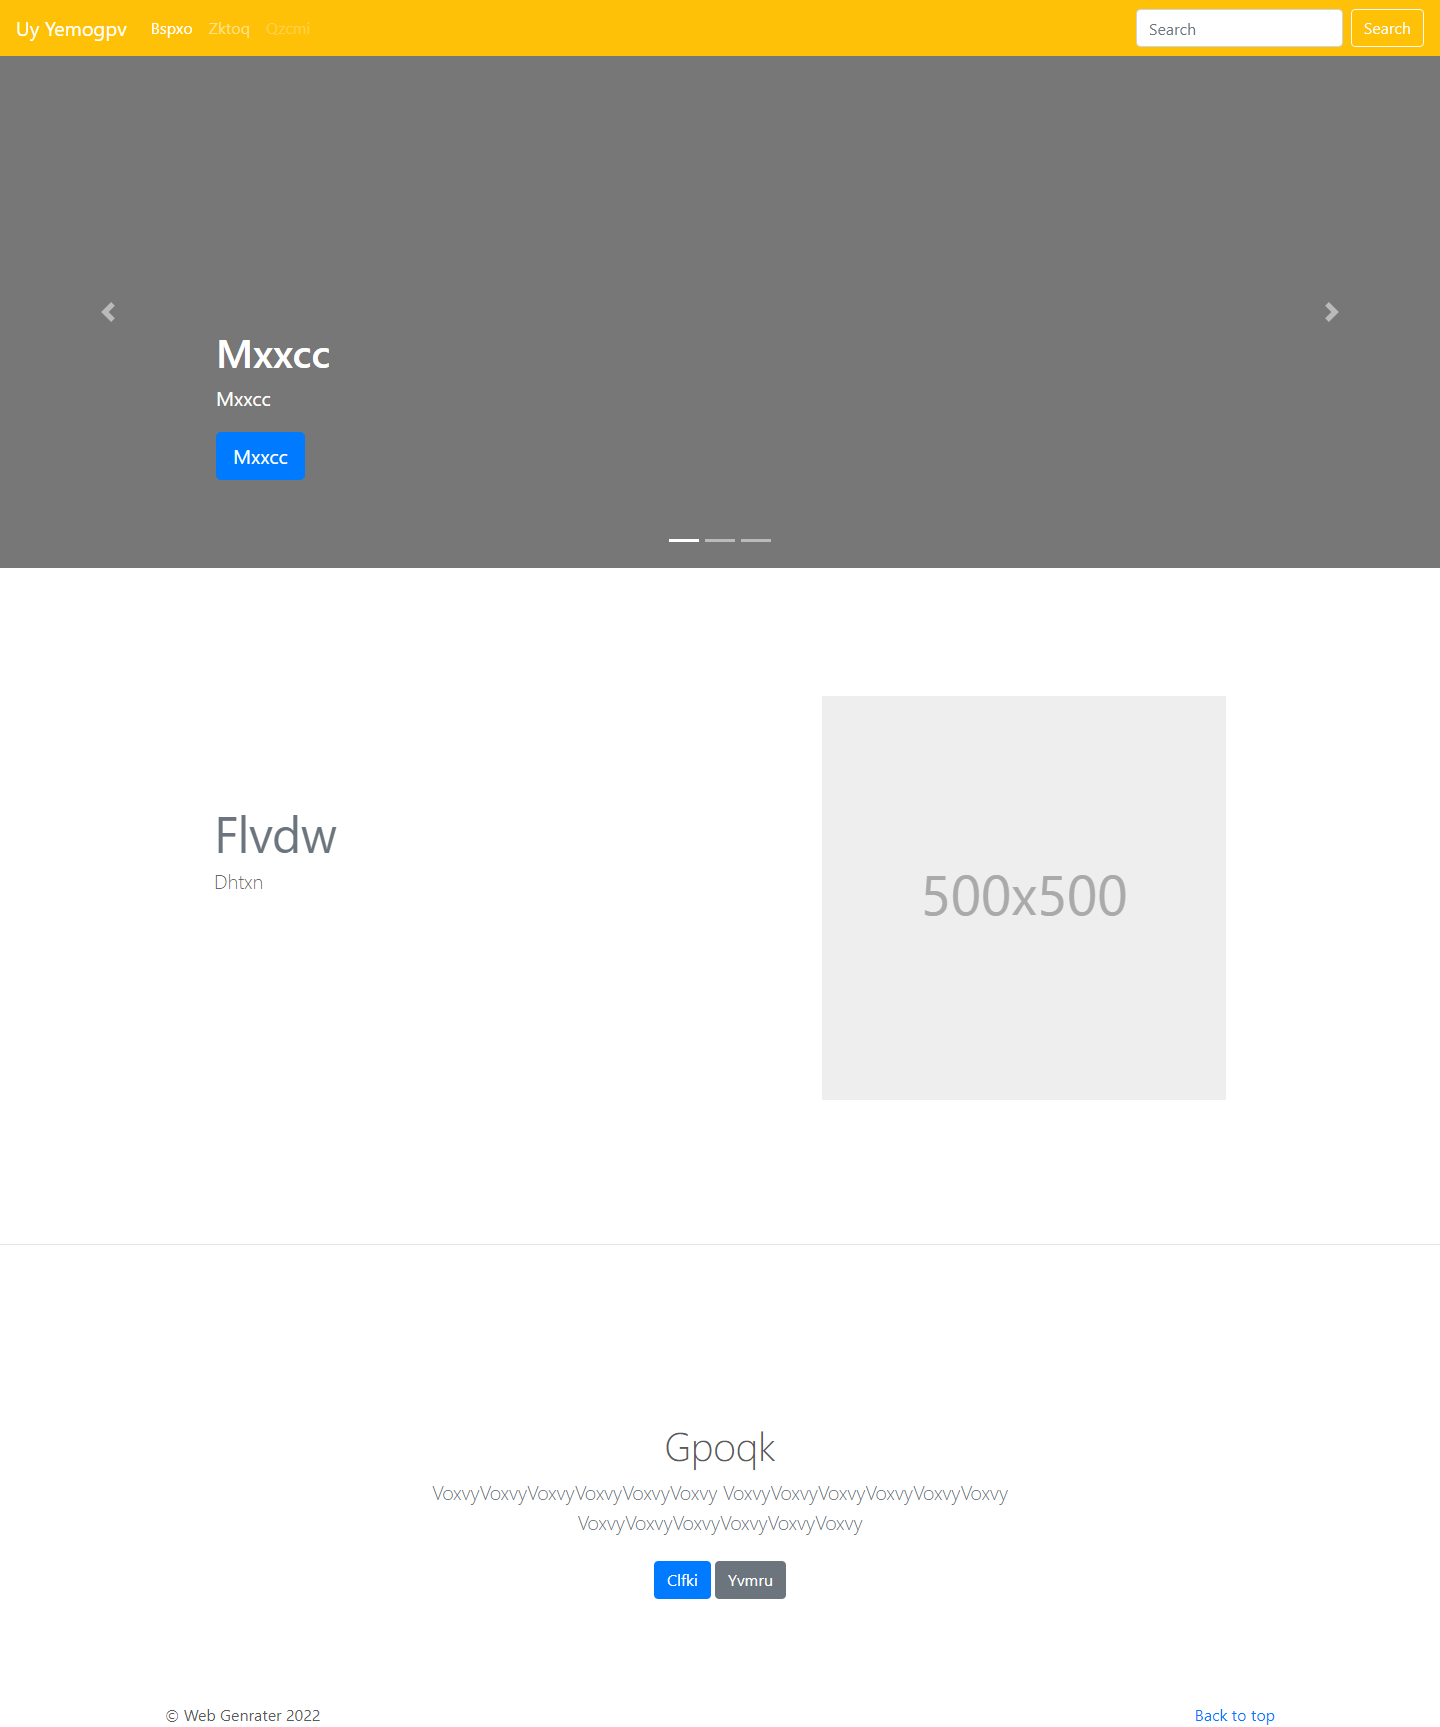 Uy Yemogpv Bspxo Zktoq Qzcmi Search Search
Mxxcc
Mxxcc
Mxxcc
Flvdw
Dhtxn
500x500
Gpoqk
VoxvyVoxvyVoxvyVoxvyVoxvyVoxvy VoxvyVoxvyVoxvyVoxvyVoxvyVoxvy
VoxvyVoxvyVoxvyVoxvyVoxvyVoxvy
Clfki Yvmru
© Web Genrater 2022 Back to top